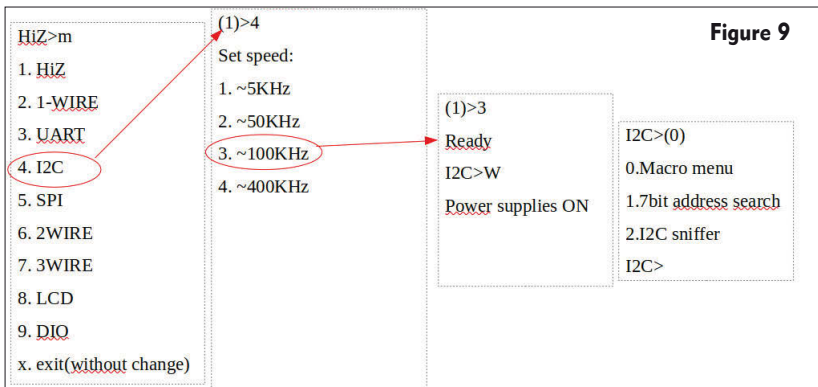 HiZ>m
1. HiZ
2. 1-WIRE
3. UART
4. I2C
5. SPI
6. 2WIRE
7. 3WIRE
8. LCD
9. DIO
x. exit(without change)
(1)>4
Set speed:
1. ~5KHz
2. ~50KHz
3. ~100KHz
4. ~400KHz
(1)>3
Ready
I2C>W
Power supplies ON
I2C>(0)
0.Macro menu
1.7bit address search
2.I2C sniffer
I2C>
Figure 9